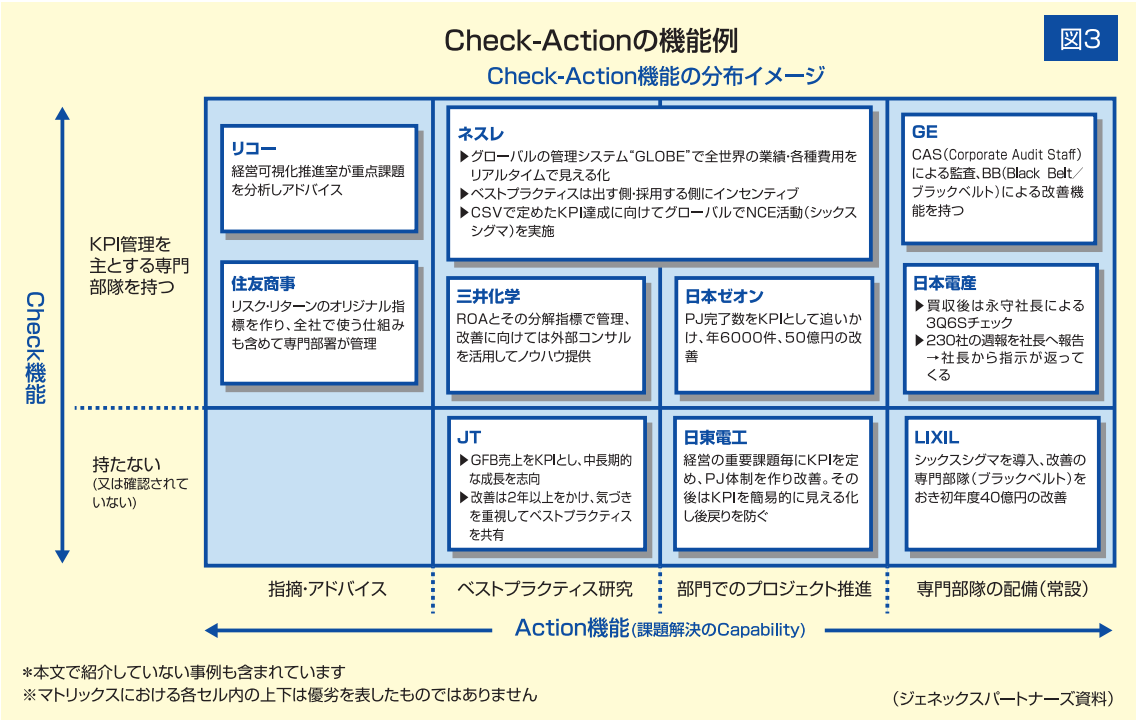 Check-Actionの機能例
図3
Check-Action機能の分布イメージ
Check機能
KPI管理を
主とする専門
部隊を持つ
リコー
経営可視化推進室が重点課題
を分析しアドバイス
住友商事
リスク・リターンのオリジナル指
標を作り、全社で使う仕組み
も含めて専門部署が管理
ネスレ
▶グローバルの管理システム“GLOBE”で全世界の業績・各種費用を
リアルタイムで見える化
▶ベストプラクティスは出す側・採用する側にインセンティブ
▶CSVで定めたKPI達成に向けてグローバルでNCE活動(シックス
シグマ)を実施
三井化学
ROAとその分解指標で管理、
改善に向けては外部コンサル
を活用してノウハウ提供
日本ゼオン
PJ完了数をKPIとして追いか
け、年6000件、50億円の改
善
GE
CAS(Corporate Audit Staff)
による監査、BB(Black Belt/
ブラックベルト)による改善機
能を持つ
日本電産
▶買収後は永守社長による
3Q6Sチェック
▶230社の週報を社長へ報告
→社長から指示が返って
くる
持たない
(又は確認されて
いない)
JT
▶GFB売上をKPIとし、中長期的
な成長を志向
▶改善は2年以上をかけ、気づき
を重視してベストプラクティス
を共有
日東電工
経営の重要課題毎にKPIを定
め、PJ体制を作り改善。その
後はKPIを簡易的に見える化
し後戻りを防ぐ
LIXIL
シックスシグマを導入、改善の
専門部隊(ブラックベルト)を
おき初年度40億円の改善
指摘・アドバイス
ベストプラクティス研究
部門でのプロジェクト推進
専門部隊の配備(常設)
Action機能(課題解決のCapability)
*本文で紹介していない事例も含まれています
※マトリックスにおける各セル内の上下は優劣を表したものではありません
(ジェネックスパートナーズ資料)